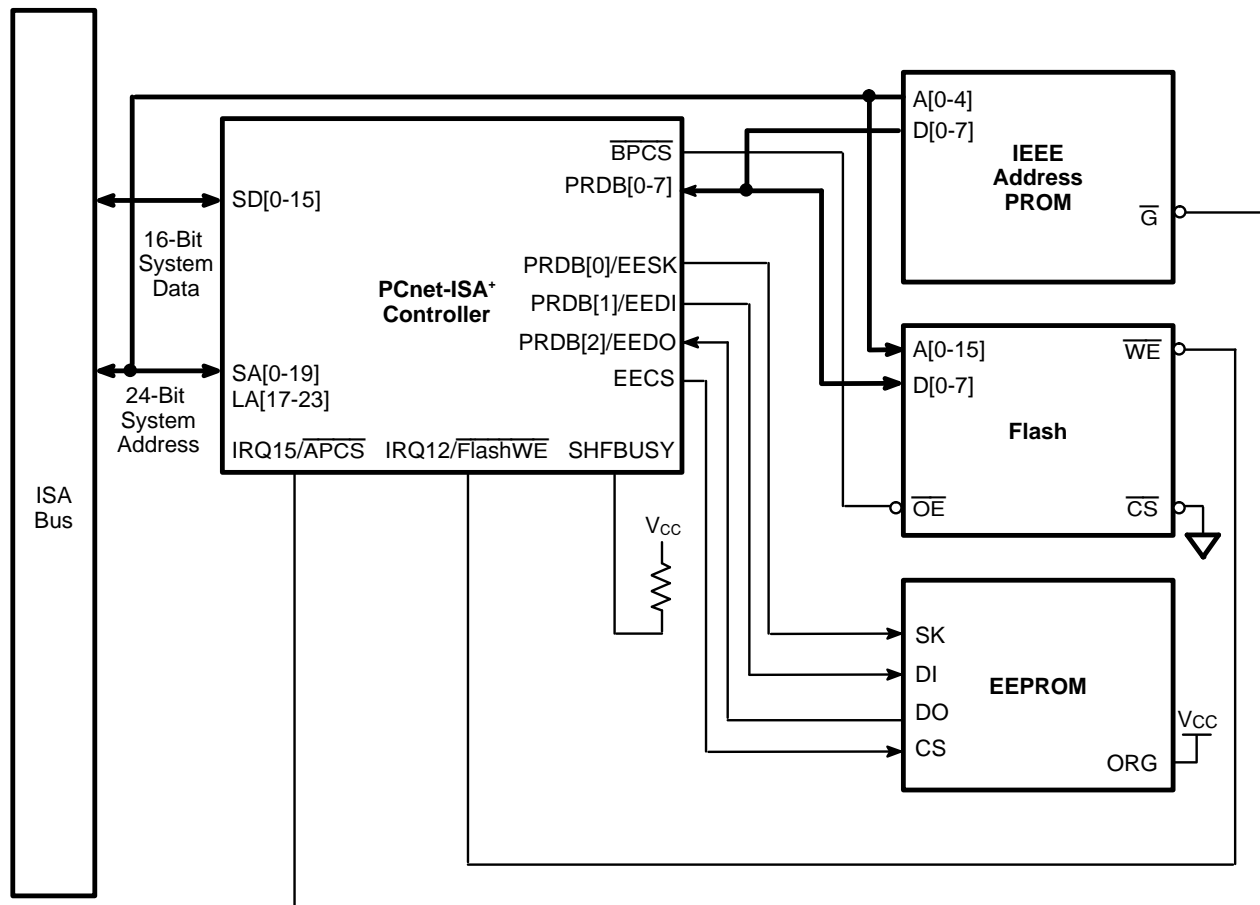 ISA
Bus
16-Bit
System
Data
24-Bit
System
Address
PCnet-ISA+
Controller
SD[0-15]
SA[0-19]
LA[17-23]
BPCS
PRDB[0-7]
PRDB[0]/EESK
PRDB[1]/EEDI
PRDB[2]/EEDO
EECS
IRQ15/APCS IRQ12/FlashWE SHFBUSY
VCC
A[0-4]
D[0-7]
IEEE
Address
PROM
G
A[0-15]
WE
D[0-7]
Flash
OE
CS
SK
DI
EEPROM
DO
CS
VCC
ORG